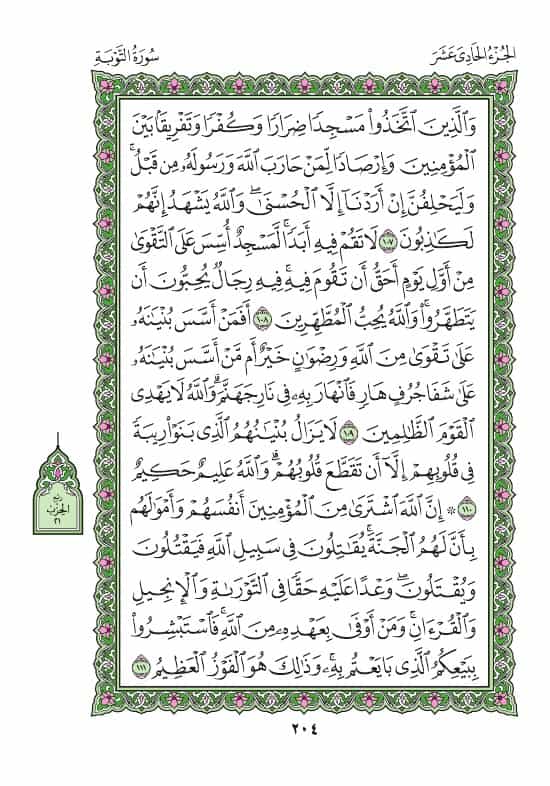 الجُزْءُ الحَادِي عَشَرَ
سُورَةُ التَّوْبَةِ
وَٱلَّذِينَ ٱتَّخَذُوا۟ مَسْجِدًا ضِرَارًا وَكُفْرًا وَتَفْرِيقًۢا بَيْنَ
ٱلْمُؤْمِنِينَ وَإِرْصَادًا لِّمَنْ حَارَبَ ٱللَّهَ وَرَسُولَهُۥ مِن قَبْلُ ۚ
وَلَيَحْلِفُنَّ إِنْ أَرَدْنَآ إِلَّا ٱلْحُسْنَىٰ ۖ وَٱللَّهُ يَشْهَدُ إِنَّهُمْ
لَكَـٰذِبُونَ ١٠٧ لَا تَقُمْ فِيهِ أَبَدًا ۚ لَّمَسْجِدٌ أُسِّسَ عَلَى ٱلتَّقْوَىٰ
مِنْ أَوَّلِ يَوْمٍ أَحَقُّ أَن تَقُومَ فِيهِ ۚ فِيهِ رِجَالٌ يُحِبُّونَ أَن
يَتَطَهَّرُوا۟ ۚ وَٱللَّهُ يُحِبُّ ٱلْمُطَّهِّرِينَ ١٠٨ أَفَمَنْ أَسَّسَ بُنْيَـٰنَهُۥ
عَلَىٰ تَقْوَىٰ مِنَ ٱللَّهِ وَرِضْوَٰنٍ خَيْرٌ أَم مَّنْ أَسَّسَ بُنْيَـٰنَهُۥ
عَلَىٰ شَفَا جُرُفٍ هَارٍ فَٱنْهَارَ بِهِۦ فِى نَارِ جَهَنَّمَ ۗ وَٱللَّهُ لَا يَهْدِى
ٱلْقَوْمَ ٱلظَّـٰلِمِينَ ١٠٩ لَا يَزَالُ بُنْيَـٰنُهُمُ ٱلَّذِى بَنَوْا۟ رِيبَةً
فِى قُلُوبِهِمْ إِلَّآ أَن تَقَطَّعَ قُلُوبُهُمْ ۗ وَٱللَّهُ عَلِيمٌ حَكِيمٌ
١١٠ ۞ إِنَّ ٱللَّهَ ٱشْتَرَىٰ مِنَ ٱلْمُؤْمِنِينَ أَنفُسَهُمْ وَأَمْوَٰلَهُم
بِأَنَّ لَهُمُ ٱلْجَنَّةَ ۚ يُقَـٰتِلُونَ فِى سَبِيلِ ٱللَّهِ فَيَقْتُلُونَ
وَيُقْتَلُونَ ۖ وَعْدًا عَلَيْهِ حَقًّا فِى ٱلتَّوْرَىٰةِ وَٱلْإِنجِيلِ
وَٱلْقُرْءَانِ ۚ وَمَنْ أَوْفَىٰ بِعَهْدِهِۦ مِنَ ٱللَّهِ ۚ فَٱسْتَبْشِرُوا۟
بِبَيْعِكُمُ ٱلَّذِى بَايَعْتُم بِهِۦ ۚ وَذَٰلِكَ هُوَ ٱلْفَوْزُ ٱلْعَظِيمُ ١١١
ربع
الحزب
٢١
٢٠٤